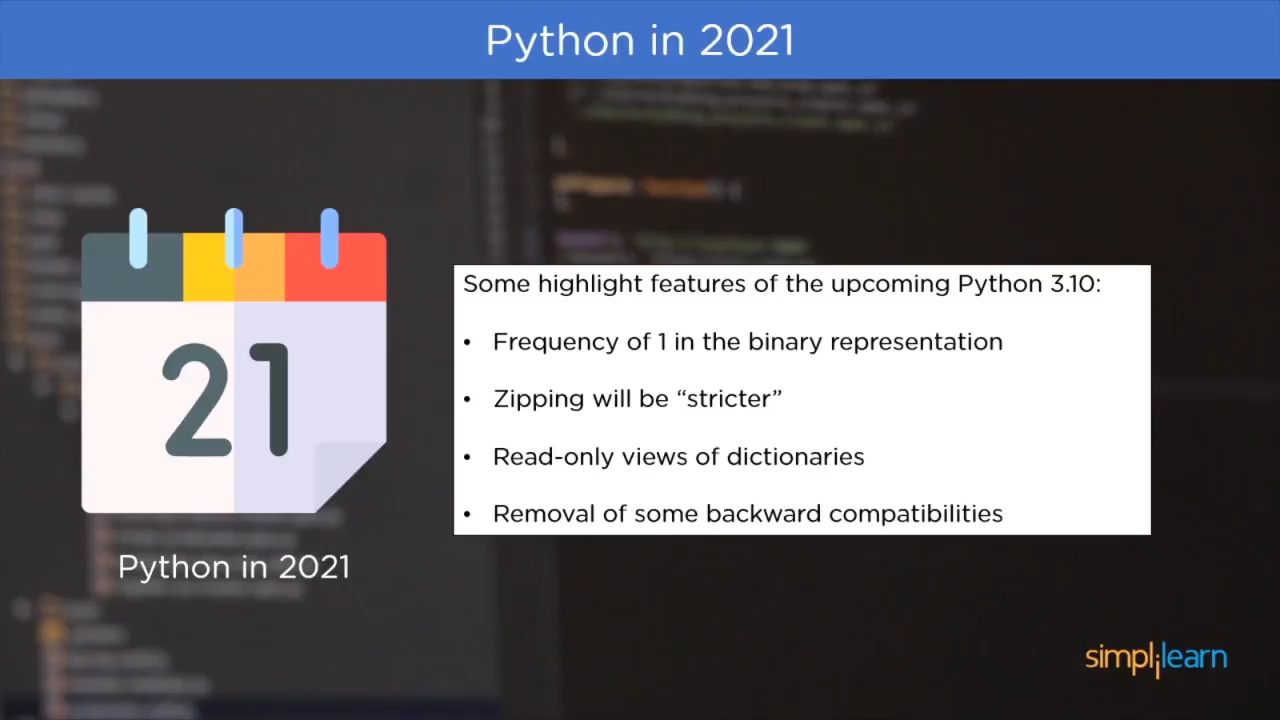 Python in 2021
21
Some highlight features of the upcoming Python 3.10:
• Frequency of 1 in the binary representation
• Zipping will be “stricter”
• Read-only views of dictionaries
• Removal of some backward compatibilities
Python in 2021
simplilearn